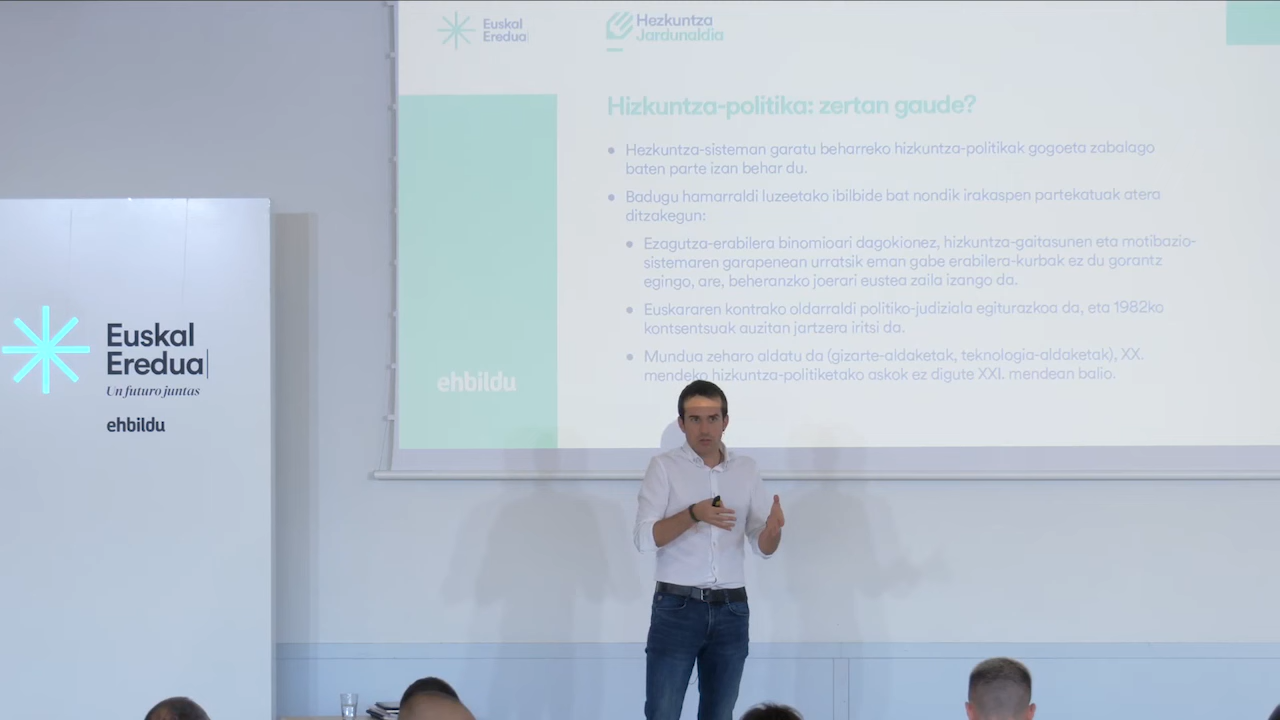 Euskal
Eredua
Hezkuntza
Jardunaldia
Hizkuntza-politika: zertan gaude?
• Hezkuntza-sisteman garatu beharreko hizkuntza-politikak gogoeta zabalago
baten parte izan behar du.
• Badugu hamarraldi luzeetako ibilbide bat nondik irakaspen partekatuak atera
ditzakegun:
• Ezagutza-erabilera binomioari dagokionez, hizkuntza-gaitasunen eta motibazio-
sistemaren garapenean urratsik eman gabe erabilera-kurbak ez du gorantz
egingo, are, beheranzko joerari eustea zaila izango da.
• Euskararen kontrako oldarraldi politiko-judiziala egiturazkoa da, eta 1982ko
kontsentsuak auzitan jartzera iritsi da.
• Mundua zeharo aldatu da (gizarte-aldaketak, teknologia-aldaketak), XX.
mendeko hizkuntza-politiketako askok ez digute XXI. mendean balio.
ehbildu
Euskal
Eredua
Un futuro juntas
ehbildu